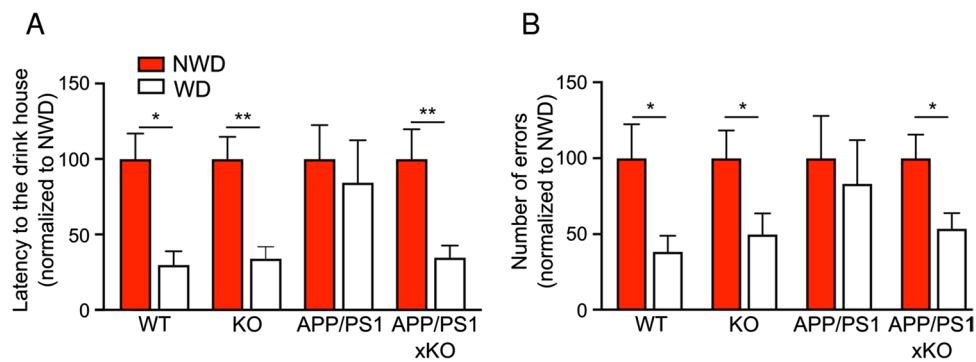 A
NWD
WD
Latency to the drink house
(normalized to NWD)
150
100
50
0
*
**
**
WT
KO
APP/PS1
APP/PS1
xKO
B
Number of errors
(normalized to NWD)
150
100
50
0
*
*
*
WT
KO
APP/PS1
APP/PS1
xKO